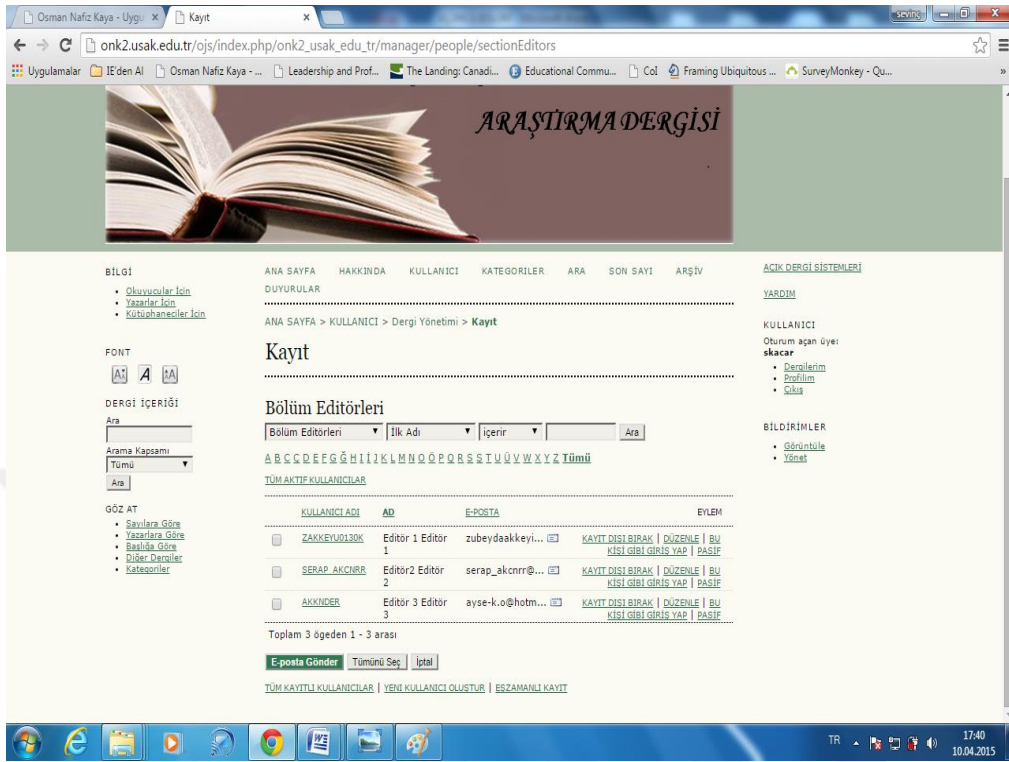 Osman Nafız Kaya - Uygu
Kayıt
sevinç
onk2.usak.edu.tr/ojs/index.php/onk2_usak_edu_tr/manager/people/sectionEditors
Uygulamalar IE'den Al Osman Nafız Kaya - ... Leadership and Prof... The Landing: Canadi... Educational Commu... CoI Framing Ubiquitous ... SurveyMonkey - Qu... »
ARAŞTIRMA DERGİSİ
BİLGİ
Okuyucular İçin
Yazarlar İçin
Kütüphaneciler İçin
FONT
A A A
DERGİ İÇERİĞİ
Ara
Arama Kapsamı
Tümü
Ara
GÖZ AT
Sayılara Göre
Yazarlara Göre
Başlığa Göre
Diğer Dergiler
Kategoriler
ANA SAYFA HAKKINDA KULLANICI KATEGORILER ARA SON SAYI ARŞİV
DUYURULAR
ANA SAYFA > KULLANICI > Dergi Yönetimi > Kayıt
Kayıt
Bölüm Editörleri
Bölüm Editörleri İlk Adı içerir Ara
A B C Ç D E F G Ğ H I İ J K L M N O Ö P Q R S Ş T U Ü V W X Y Z Tümü
TÜM AKTIF KULLANICILAR
KULLANICI ADI AD E-POSTA EYLEM
ZAKKEYU0130K Editör 1 Editör zubeydaakkeyi... KAYIT DIŞI BIRAK | DÜZENLE | BU
1 KİŞİ GİBİ GİRİŞ YAP | PASİF
SERAP_AKCNRR Editör2 Editör serap_akcnrr@... KAYIT DIŞI BIRAK | DÜZENLE | BU
2 KİŞİ GİBİ GİRİŞ YAP | PASİF
AKKNDER Editör 3 Editör ayse-k.o@hotm... KAYIT DIŞI BIRAK | DÜZENLE | BU
3 KİŞİ GİBİ GİRİŞ YAP | PASİF
Toplam 3 ögeden 1 - 3 arası
E-posta Gönder Tümünü Seç İptal
TÜM KAYITLI KULLANICILAR | YENI KULLANICI OLUŞTUR | EŞZAMANLI KAYIT
AÇIK DERGİ SİSTEMLERİ
YARDIM
KULLANICI
Oturum açan üye:
skacar
Dergilerim
Profilim
Çıkış
BİLDİRİMLER
Görüntüle
Yönet
TR
17:40
10.04.2015